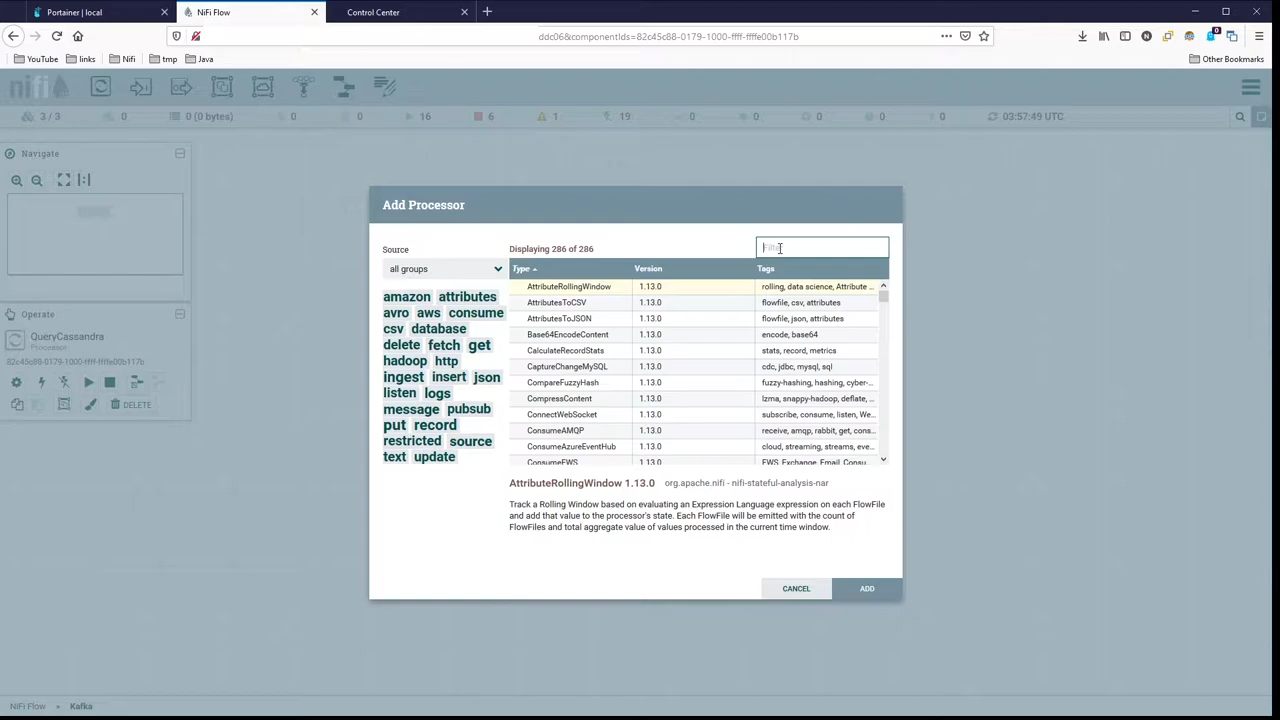 Portainer | local
NiFi Flow
Control Center
ddc06&componentIds=82c45c88-0179-1000-ffff-ffffe00b117b
YouTube
links
Nifi
tmp
Java
Other Bookmarks
nifi
3 / 3
0
0 (0 bytes)
0
0
16
6
1
19
0
0
0
0
0
03:57:49 UTC
Navigate
Operate
QueryCassandra
Processor
82c45c88-0179-1000-ffff-ffffe00b117b
DELETE
Add Processor
Source
Displaying 286 of 286
Filter
all groups
Type
Version
Tags
amazon attributes
avro aws consume
csv database
delete fetch get
hadoop http
ingest insert json
listen logs
message pubsub
put record
restricted source
text update
AttributeRollingWindow 1.13.0 rolling, data science, Attribute ...
AttributesToCSV 1.13.0 flowfile, csv, attributes
AttributesToJSON 1.13.0 flowfile, json, attributes
Base64EncodeContent 1.13.0 encode, base64
CalculateRecordStats 1.13.0 stats, record, metrics
CaptureChangeMySQL 1.13.0 cdc, jdbc, mysql, sql
CompareFuzzyHash 1.13.0 fuzzy-hashing, hashing, cyber-...
CompressContent 1.13.0 lzma, snappy-hadoop, deflate, ...
ConnectWebSocket 1.13.0 subscribe, consume, listen, We...
ConsumeAMQP 1.13.0 receive, amqp, rabbit, get, cons...
ConsumeAzureEventHub 1.13.0 cloud, streaming, streams, eve...
ConsumeEWS 1.13.0 EWS, Exchange, Email, Consu...
AttributeRollingWindow 1.13.0 org.apache.nifi - nifi-stateful-analysis-nar
Track a Rolling Window based on evaluating an Expression Language expression on each FlowFile
and add that value to the processor's state. Each FlowFile will be emitted with the count of
FlowFiles and total aggregate value of values processed in the current time window.
CANCEL
ADD
NiFi Flow » Kafka